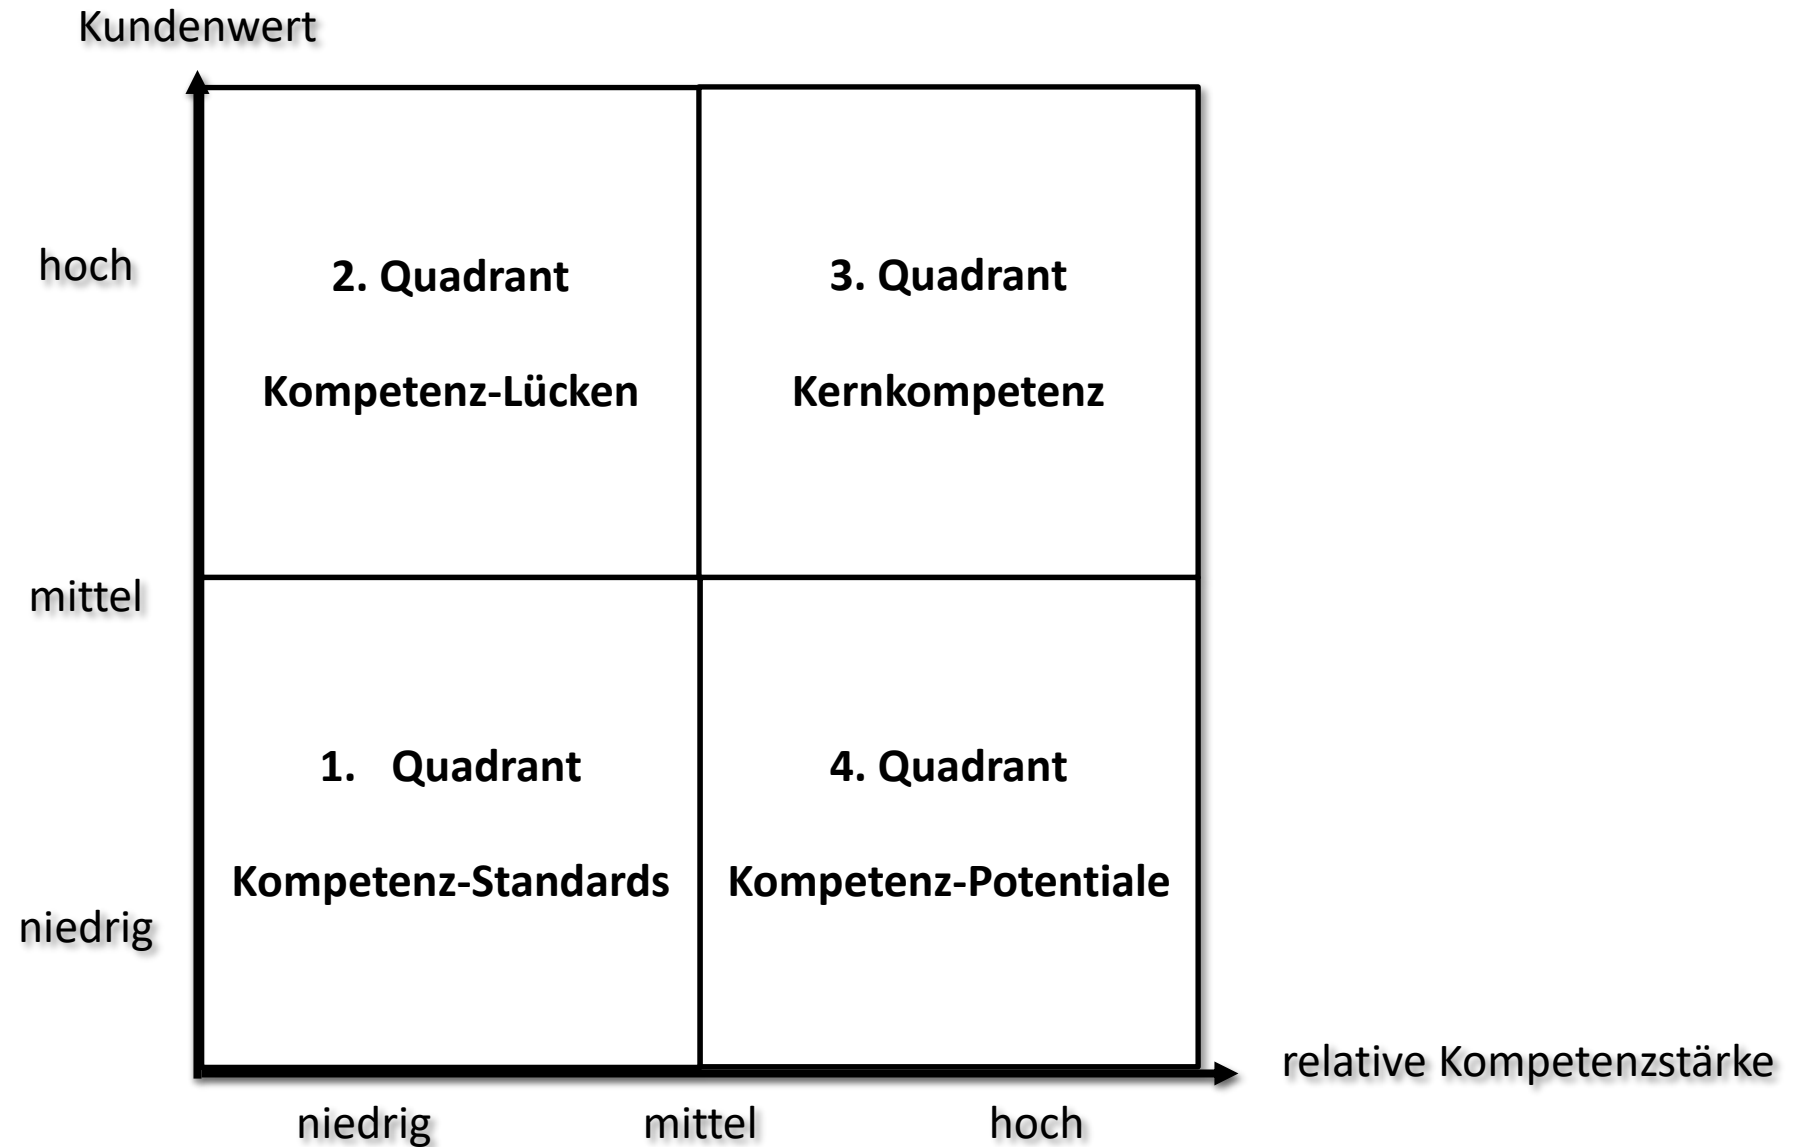 Kundenwert
hoch
2. Quadrant
Kompetenz-Lücken
3. Quadrant
Kernkompetenz
mittel
1. Quadrant
Kompetenz-Standards
4. Quadrant
Kompetenz-Potentiale
niedrig
relative Kompetenzstärke
niedrig
mittel
hoch